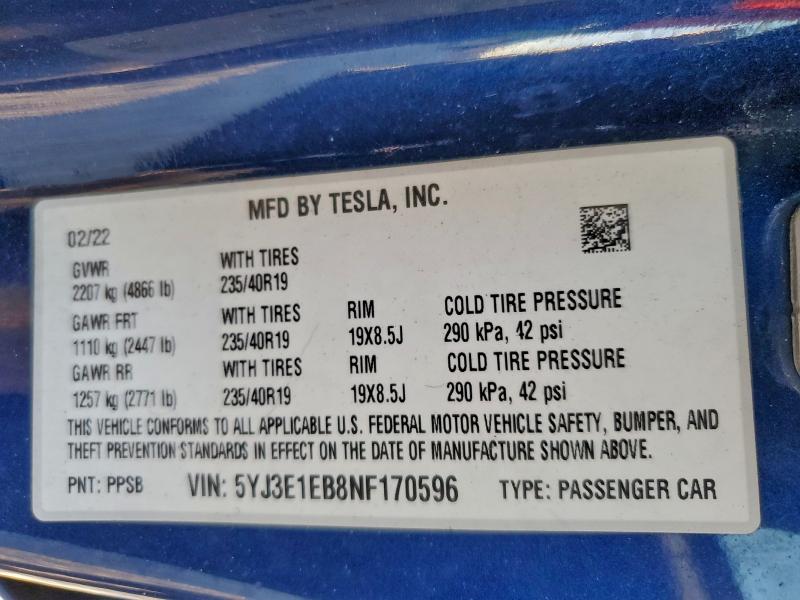 MFD BY TESLA, INC.
02/22
GVWR WITH TIRES
2207 kg (4866 lb) 235/40R19
GAWR FRT WITH TIRES RIM COLD TIRE PRESSURE
1110 kg (2447 lb) 235/40R19 19X8.5J 290 kPa, 42 psi
GAWR RR WITH TIRES RIM COLD TIRE PRESSURE
1257 kg (2771 lb) 235/40R19 19X8.5J 290 kPa, 42 psi
THIS VEHICLE CONFORMS TO ALL APPLICABLE U.S. FEDERAL MOTOR VEHICLE SAFETY, BUMPER, AND
THEFT PREVENTION STANDARDS IN EFFECT ON THE DATE OF MANUFACTURE SHOWN ABOVE.
PNT: PPSB VIN: 5YJ3E1EB8NF170596 TYPE: PASSENGER CAR